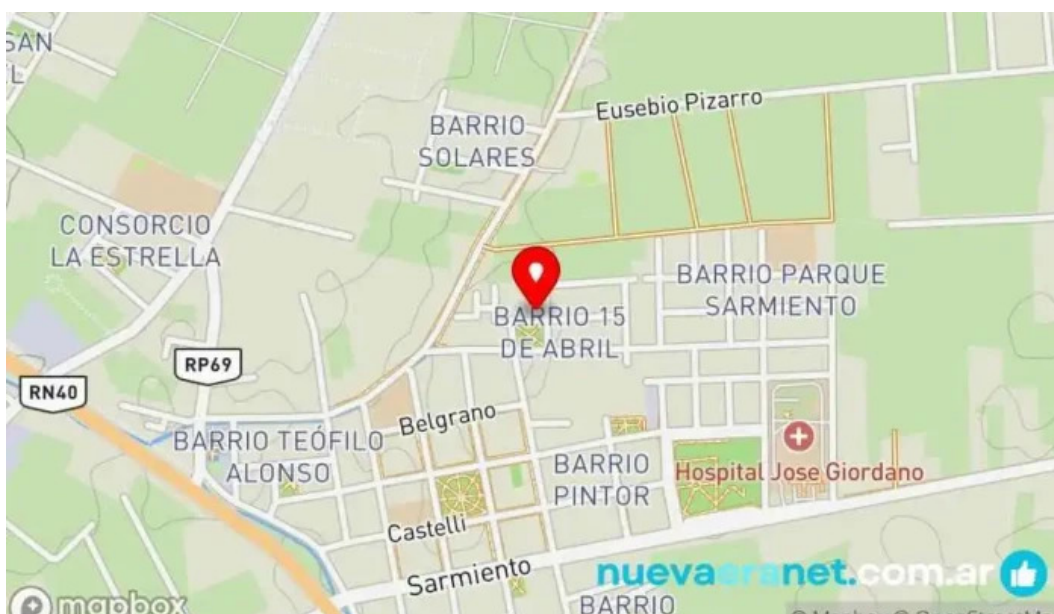 SAN
EL
Eusebio Pizarro
BARRIO
SOLARES
CONSORCIO
LA ESTRELLA
BARRIO PARQUE
SARMIENTO
BARRIO 15
DE ABRIL
RP69
RN40
Belgrano
BARRIO TEÓFILO
ALONSO
BARRIO
PINTOR
Hospital Jose Giordano
Castelli
Sarmiento
nuevaeranet.com.ar
BARRIO
mapbox